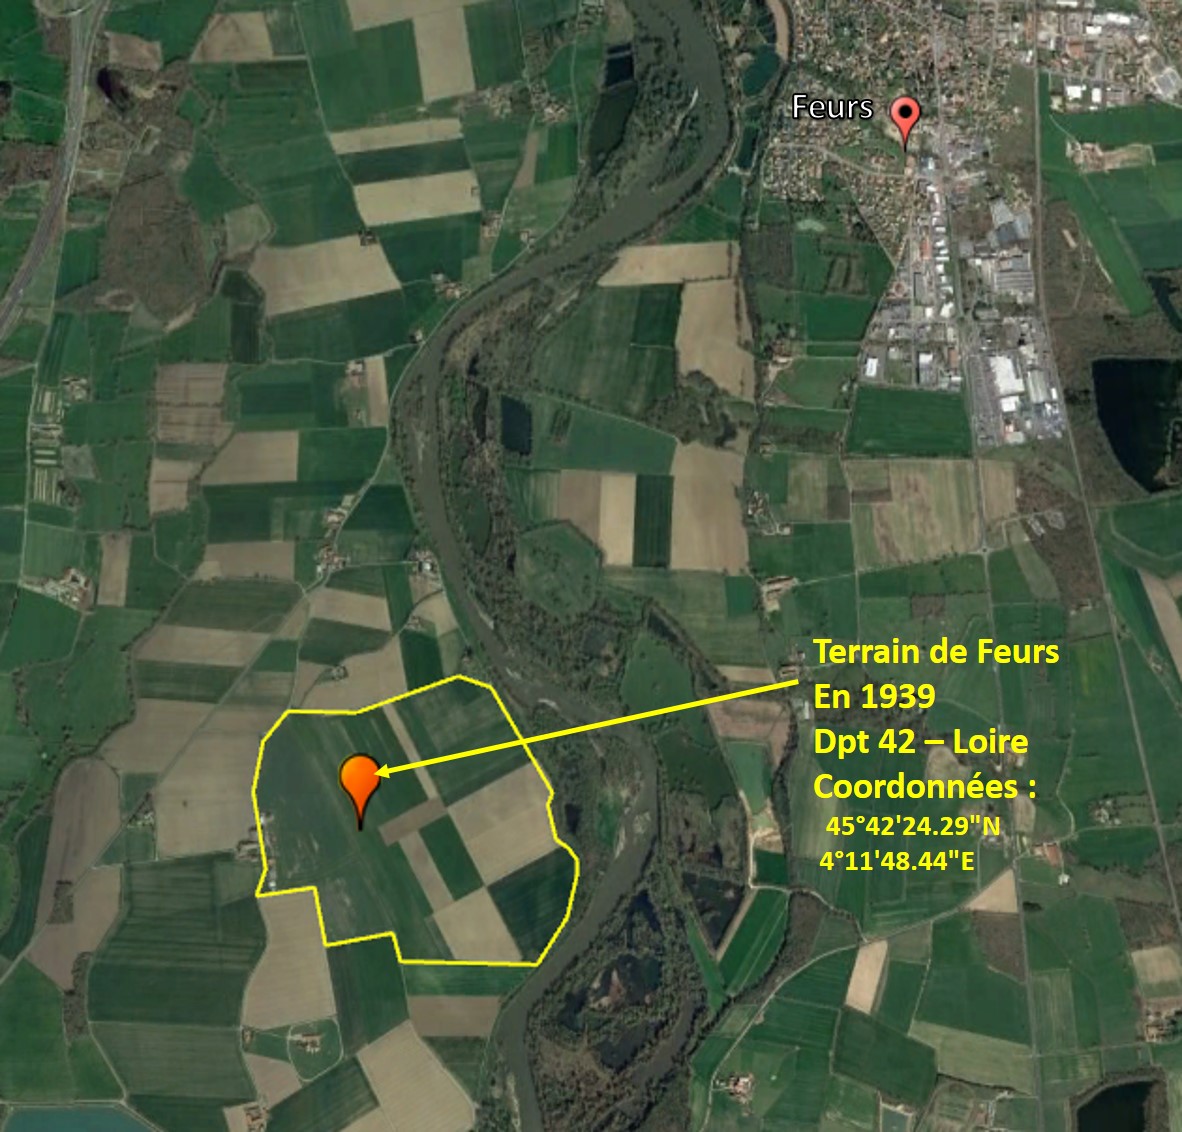 Feurs
Terrain de Feurs
En 1939
Dpt 42 – Loire
Coordonnées :
45°42'24.29"N
4°11'48.44"E